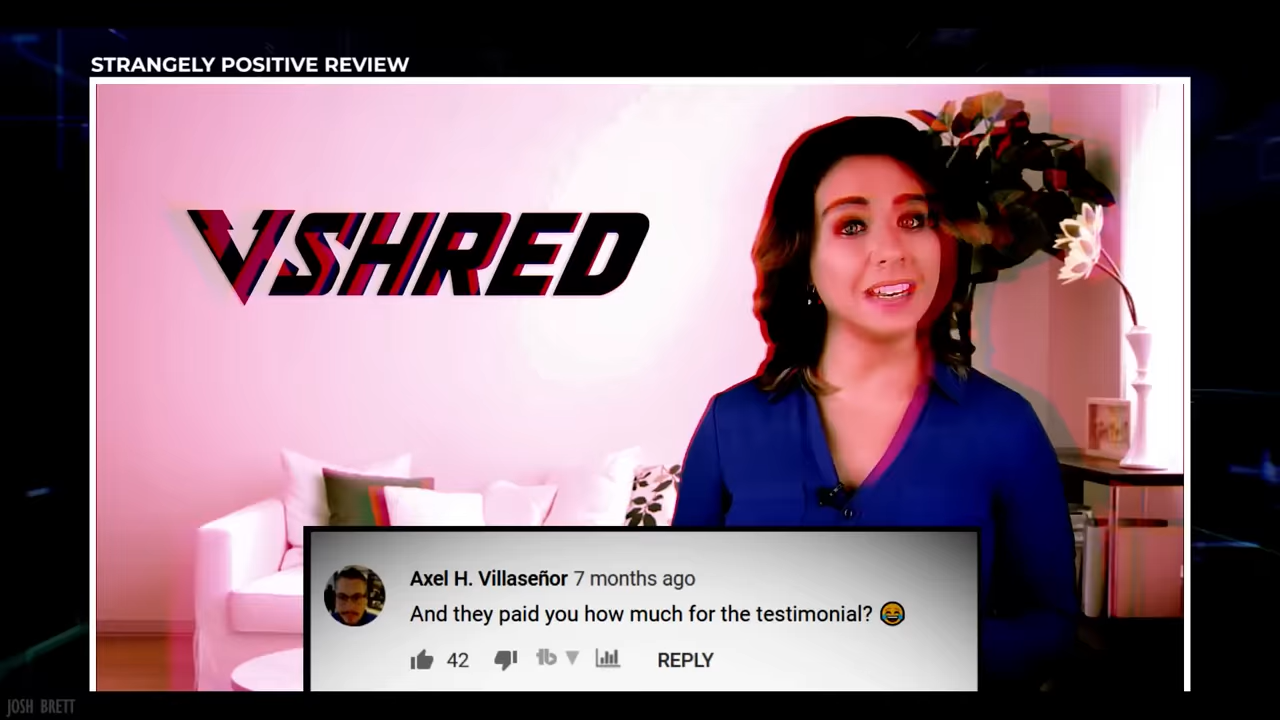 STRANGELY POSITIVE REVIEW
VSHRED
Axel H. Villaseñor 7 months ago
And they paid you how much for the testimonial? 😂
42 REPLY
JOSH BRETT